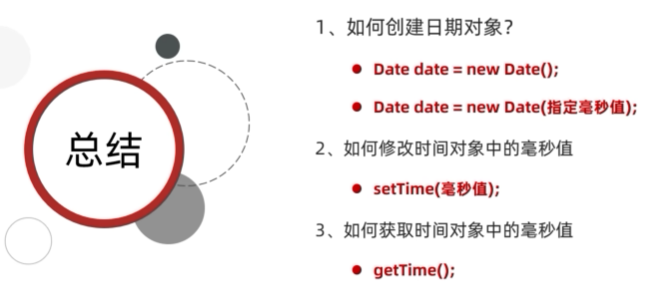 总结
1、如何创建日期对象？
Date date = new Date();
Date date = new Date(指定毫秒值);
2、如何修改时间对象中的毫秒值
setTime(毫秒值);
3、如何获取时间对象中的毫秒值
getTime();